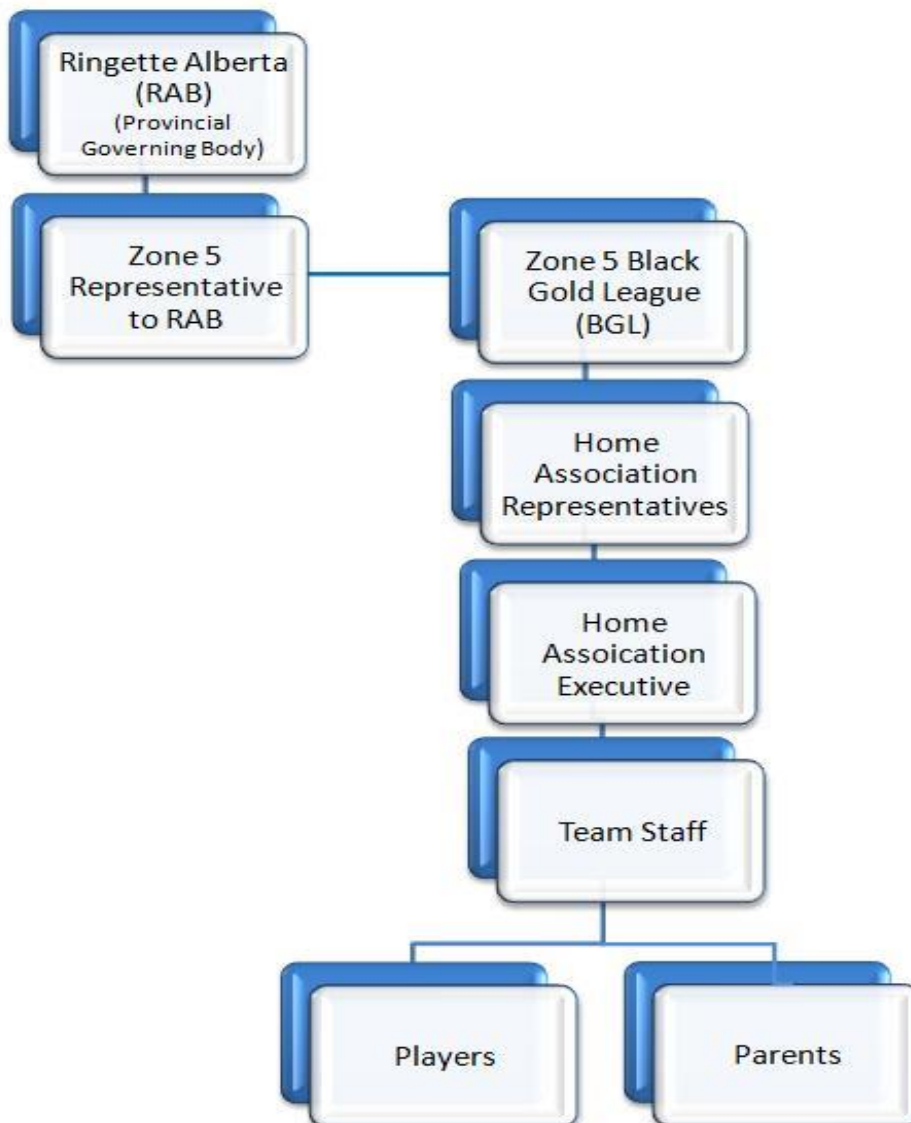 Ringette Alberta
(RAB)
(Provincial
Governing Body)
Zone 5
Representative
to RAB
Zone 5 Black
Gold League
(BGL)
Home
Association
Representatives
Home
Assoication
Executive
Team Staff
Players
Parents